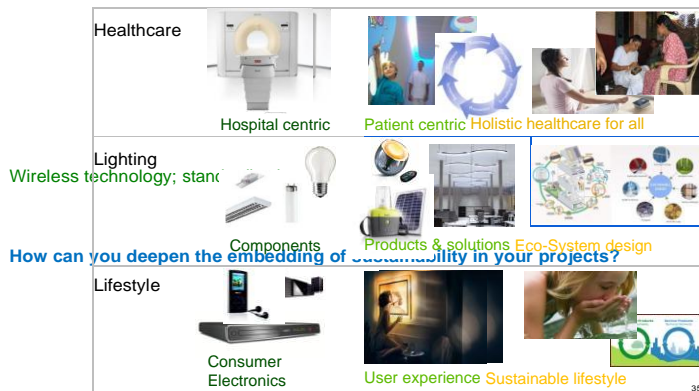 Healthcare
Hospital centric
Patient centric
Holistic healthcare for all
Lighting
Wireless technology; stand
Components
Products & solutions
Eco-System design
How can you deepen the embedding of sustainability in your projects?
Lifestyle
Consumer
Electronics
User experience
Sustainable lifestyle